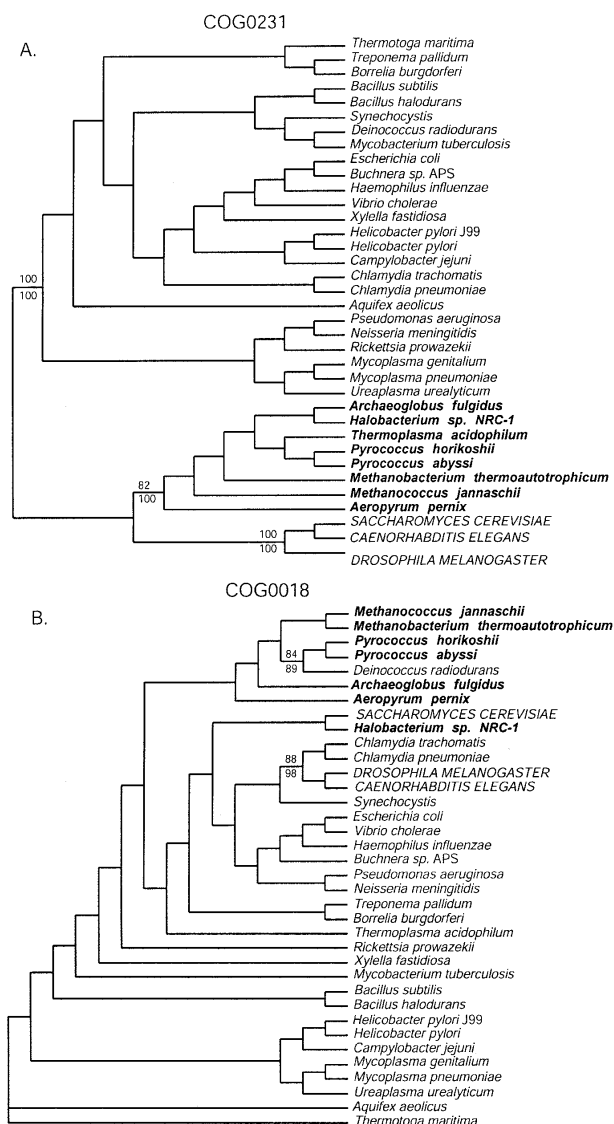 COG0231
A.
Thermotoga maritima
Treponema pallidum
Borrelia burgdorferi
Bacillus subtilis
Bacillus halodurans
Synechocystis
Deinococcus radiodurans
Mycobacterium tuberculosis
Escherichia coli
Buchnera sp. APS
Haemophilus influenzae
Vibrio cholerae
Xylella fastidiosa
Helicobacter pylori J99
Helicobacter pylori
Campylobacter jejuni
Chlamydia trachomatis
Chlamydia pneumoniae
100
100
Aquifex aeolicus
Pseudomonas aeruginosa
Neisseria meningitidis
Rickettsia prowazekii
Mycoplasma genitalium
Mycoplasma pneumoniae
Ureaplasma urealyticum
Archaeoglobus fulgidus
Halobacterium sp. NRC-1
Thermoplasma acidophilum
Pyrococcus horikoshii
Pyrococcus abyssi
Methanobacterium thermoautotrophicum
82
100
Methanococcus jannaschii
Aeropyrum pernix
SACCHAROMYCES CEREVISIAE
100
100
CAENORHABDITIS ELEGANS
DROSOPHILA MELANOGASTER
COG0018
B.
Methanococcus jannaschii
Methanobacterium thermoautotrophicum
Pyrococcus horikoshii
84
89
Pyrococcus abyssi
Deinococcus radiodurans
Archaeoglobus fulgidus
Aeropyrum pernix
SACCHAROMYCES CEREVISIAE
Halobacterium sp. NRC-1
Chlamydia trachomatis
88
98
Chlamydia pneumoniae
DROSOPHILA MELANOGASTER
CAENORHABDITIS ELEGANS
Synechocystis
Escherichia coli
Vibrio cholerae
Haemophilus influenzae
Buchnera sp. APS
Pseudomonas aeruginosa
Neisseria meningitidis
Treponema pallidum
Borrelia burgdorferi
Thermoplasma acidophilum
Rickettsia prowazekii
Xylella fastidiosa
Mycobacterium tuberculosis
Bacillus subtilis
Bacillus halodurans
Helicobacter pylori J99
Helicobacter pylori
Campylobacter jejuni
Mycoplasma genitalium
Mycoplasma pneumoniae
Ureaplasma urealyticum
Aquifex aeolicus
Thermotoga maritima